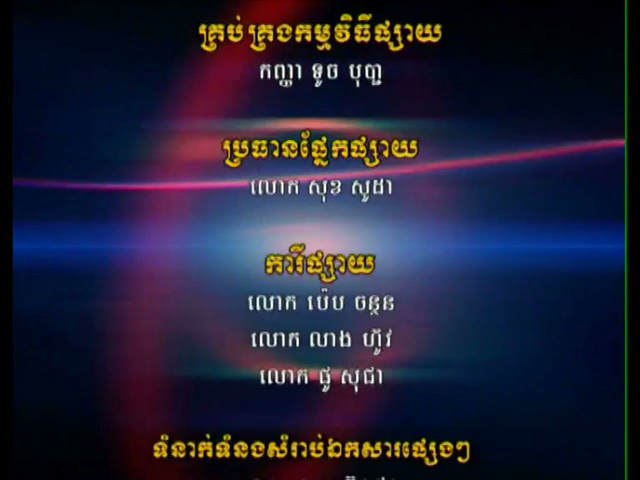 គ្រប់គ្រងកម្មវិធីផ្សាយ
កញ្ញា ទូច បុប្ផា
ប្រធានផ្នែកផ្សាយ
លោក សុខ សូដា
ការីផ្សាយ
លោក ប៉េប ចន្ថន
លោក លាង ហ៊ូវ
លោក ផូ សុជា
ទំនាក់ទំនងសំរាប់ឯកសារផ្សេងៗ